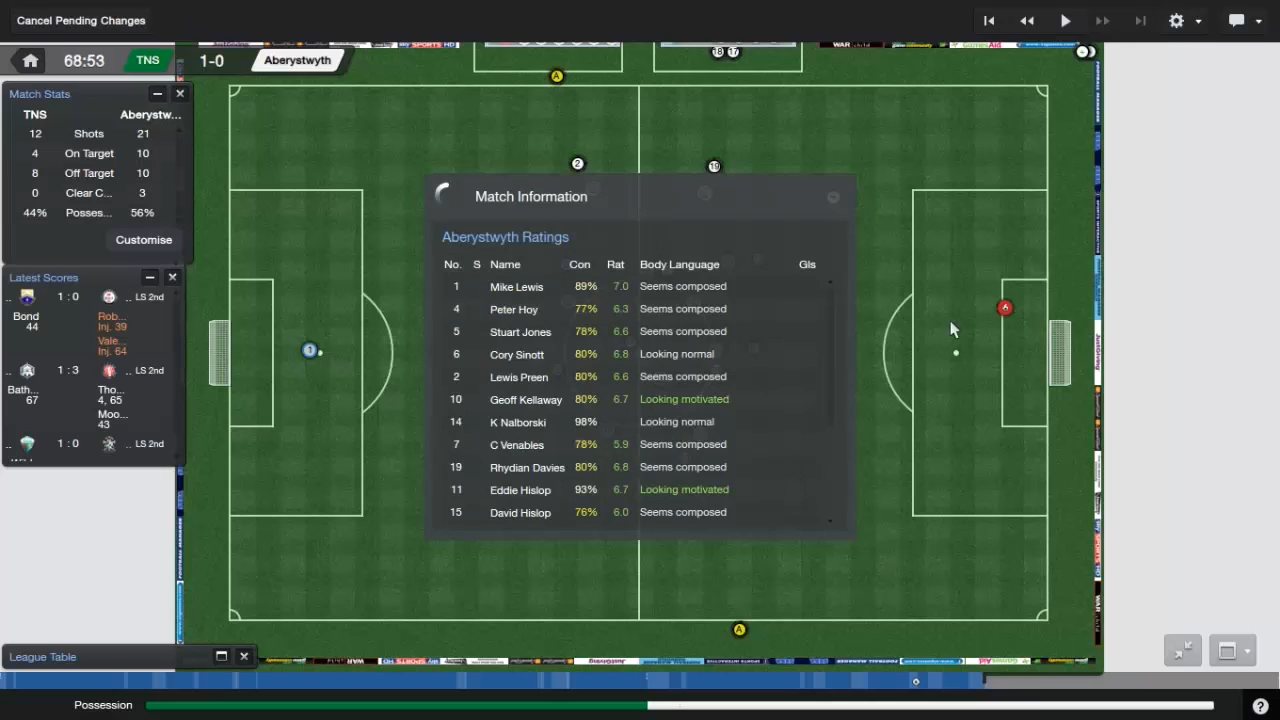 Cancel Pending Changes
68:53 TNS 1-0 Aberystwyth
18 17
A
2
19
1
6
Match Stats
TNS Aberystw...
12 Shots 21
4 On Target 10
8 Off Target 10
0 Clear C... 3
44% Posses... 56%
Customise
Latest Scores
.. 1 : 0 .. LS 2nd
Bond Rob...
44 Inj. 39
Vale...
Inj. 64
.. 1 : 3 .. LS 2nd
Bath... Tho...
67 4, 65
Moo...
43
.. 1 : 0 .. LS 2nd
Match Information
Aberystwyth Ratings
No. S Name Con Rat Body Language Gls
1 Mike Lewis 89% 7.0 Seems composed
4 Peter Hoy 77% 6.3 Seems composed
5 Stuart Jones 78% 6.6 Seems composed
6 Cory Sinott 80% 6.8 Looking normal
2 Lewis Preen 80% 6.6 Seems composed
10 Geoff Kellaway 80% 6.7 Looking motivated
14 K Nalborski 98% Looking normal
7 C Venables 78% 5.9 Seems composed
19 Rhydian Davies 80% 6.8 Seems composed
11 Eddie Hislop 93% 6.7 Looking motivated
15 David Hislop 76% 6.0 Seems composed
A
League Table
Possession
?